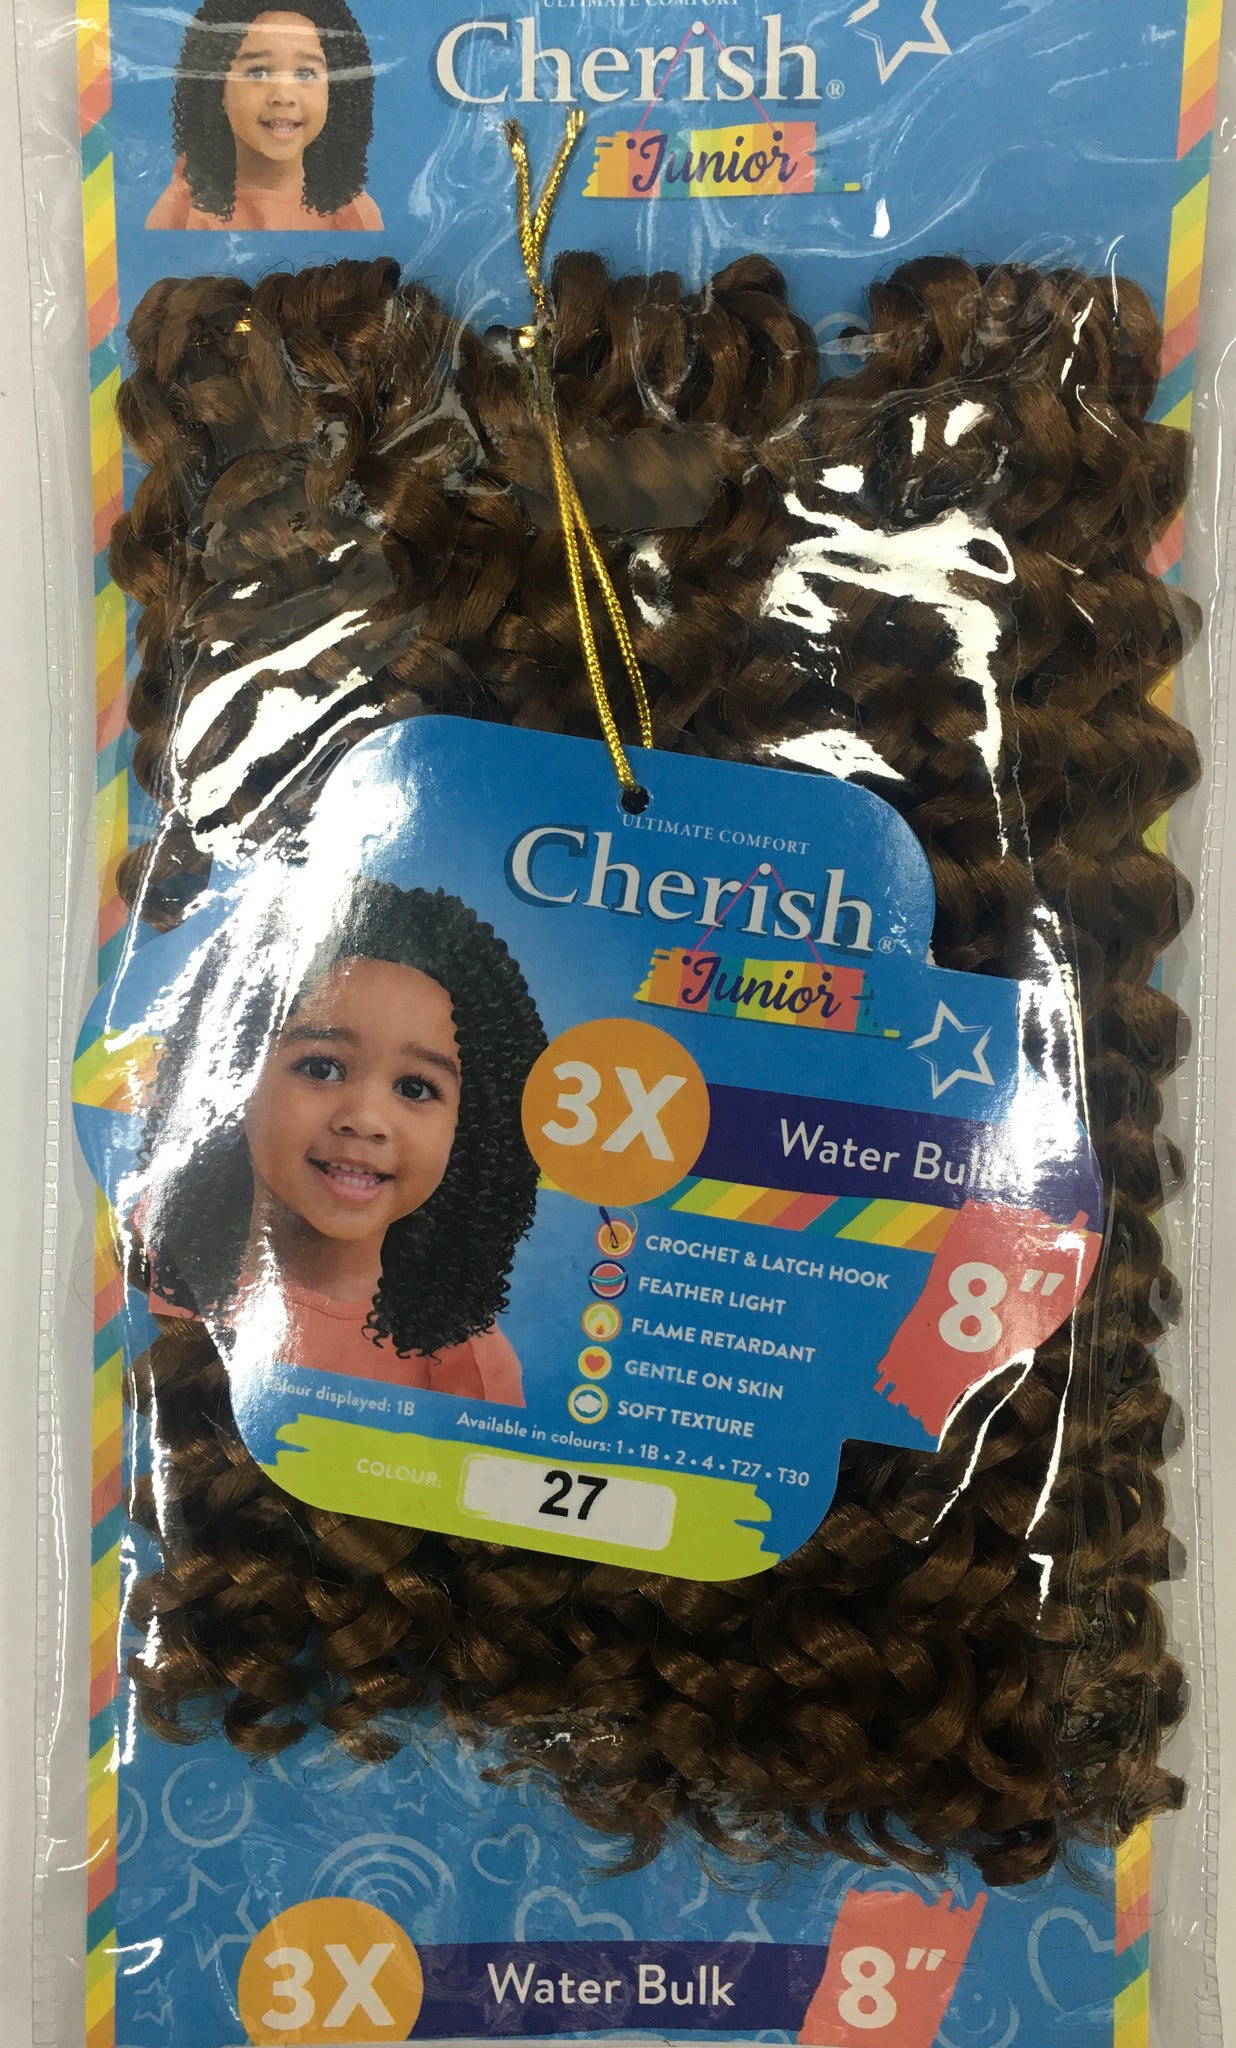 ULTIMATE COMFORT
Cherish®
Junior
ULTIMATE COMFORT
Cherish®
Junior
3X
Water Bulk
8"
CROCHET & LATCH HOOK
FEATHER LIGHT
FLAME RETARDANT
GENTLE ON SKIN
SOFT TEXTURE
Colour displayed: 1B
Available in colours: 1 • 1B • 2 • 4 • T27 • T30
COLOUR: 27
3X Water Bulk 8"